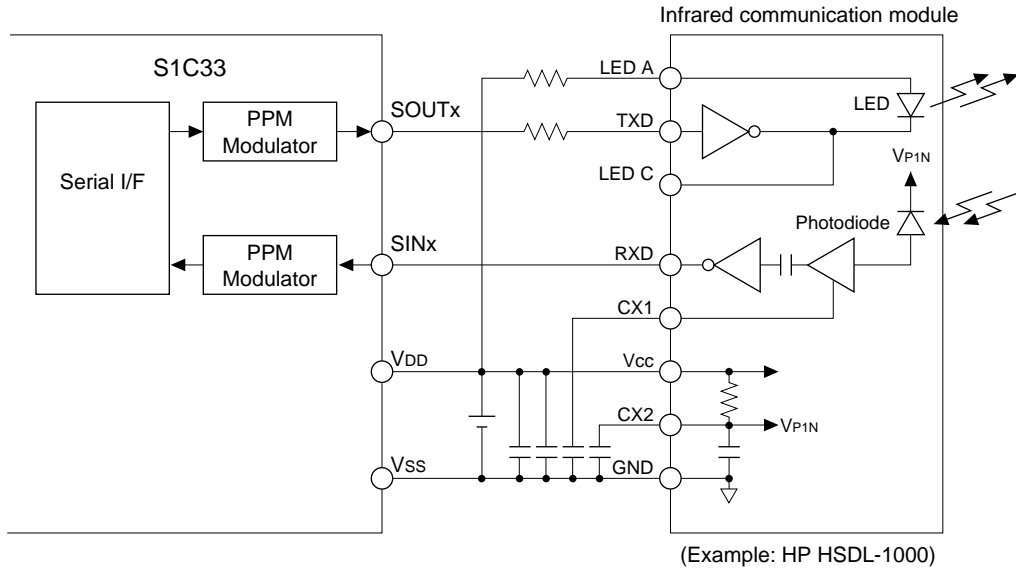 Infrared communication module
S1C33
Serial I/F
PPM
Modulator
PPM
Modulator
SOUTx
SINx
VDD
VSS
LED A
TXD
LED C
RXD
CX1
Vcc
CX2
GND
LED
VP1N
Photodiode
VP1N
(Example: HP HSDL-1000)